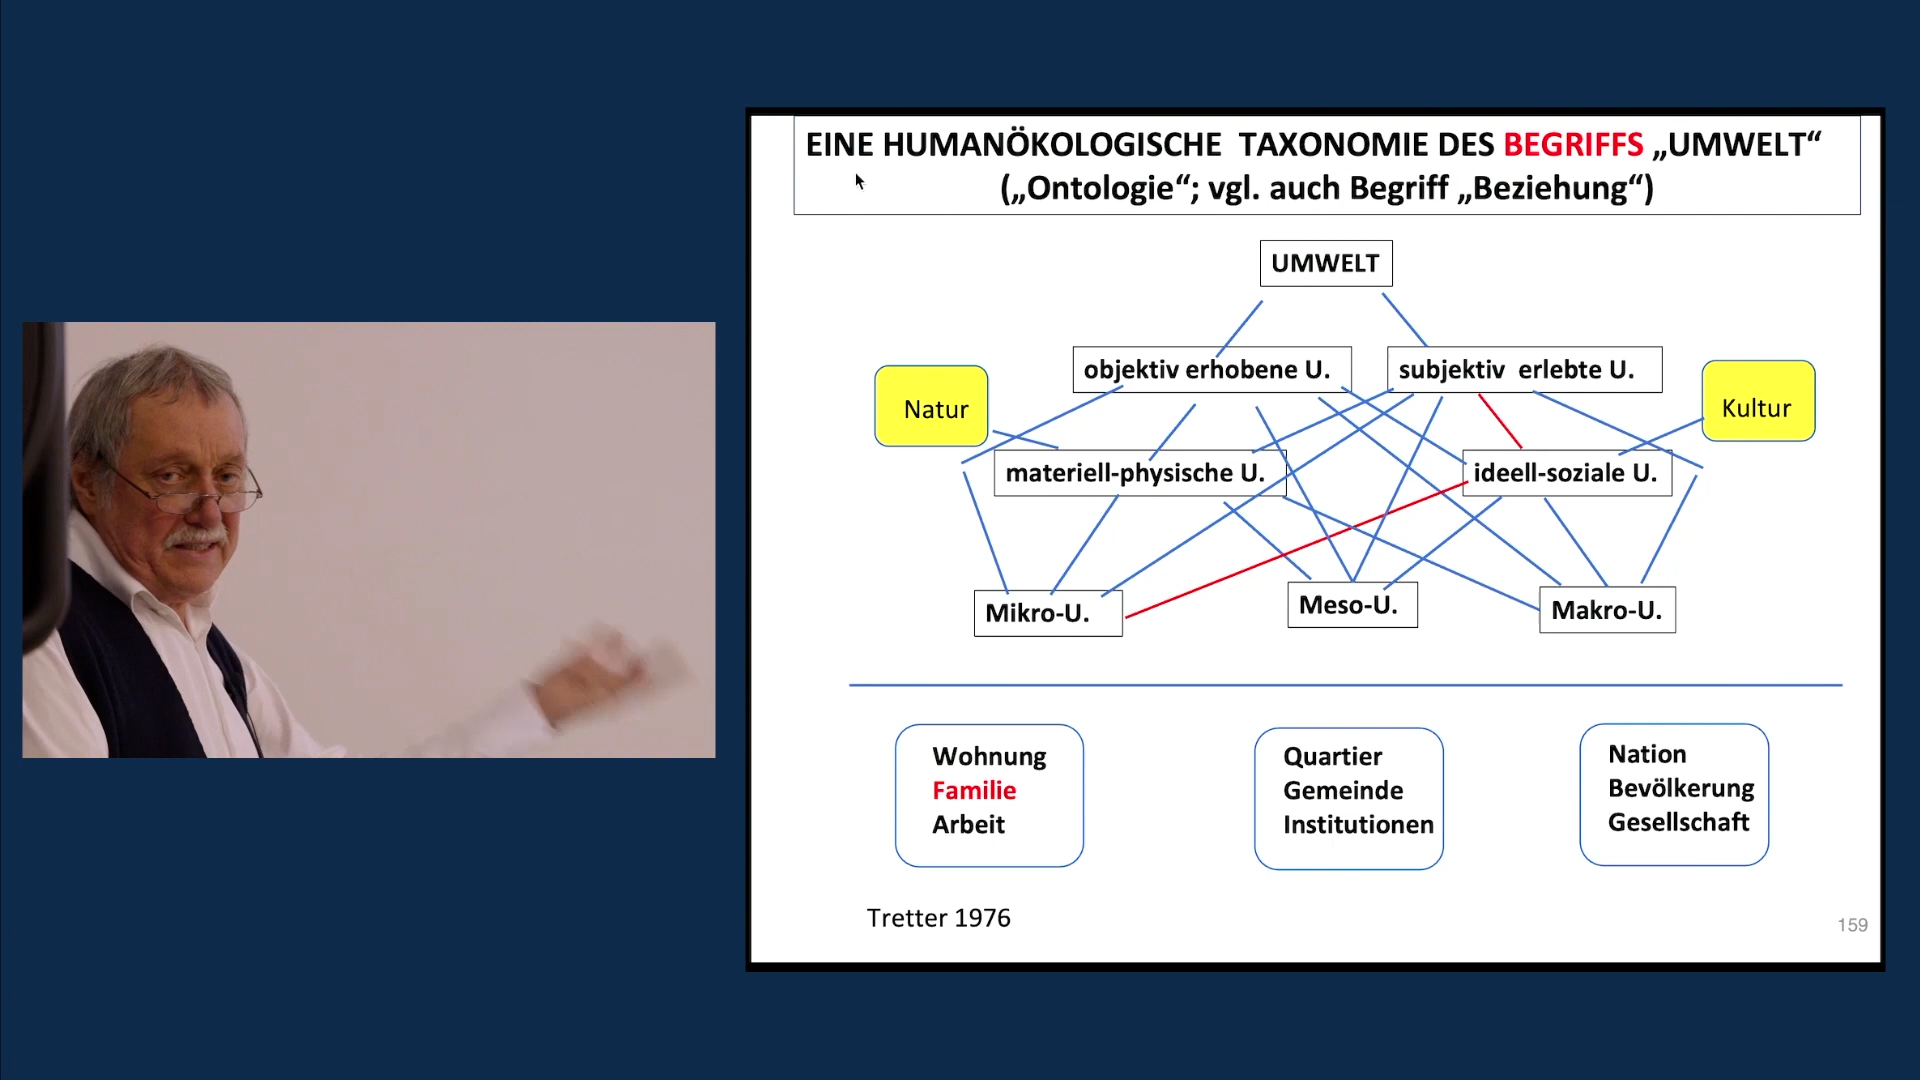 EINE HUMANÖKOLOGISCHE TAXONOMIE DES BEGRIFFS „UMWELT“
(„Ontologie“; vgl. auch Begriff „Beziehung“)
UMWELT
objektiv erhobene U.
subjektiv erlebte U.
Natur
Kultur
materiell-physische U.
ideell-soziale U.
Mikro-U.
Meso-U.
Makro-U.
Wohnung
Familie
Arbeit
Quartier
Gemeinde
Institutionen
Nation
Bevölkerung
Gesellschaft
Tretter 1976
159